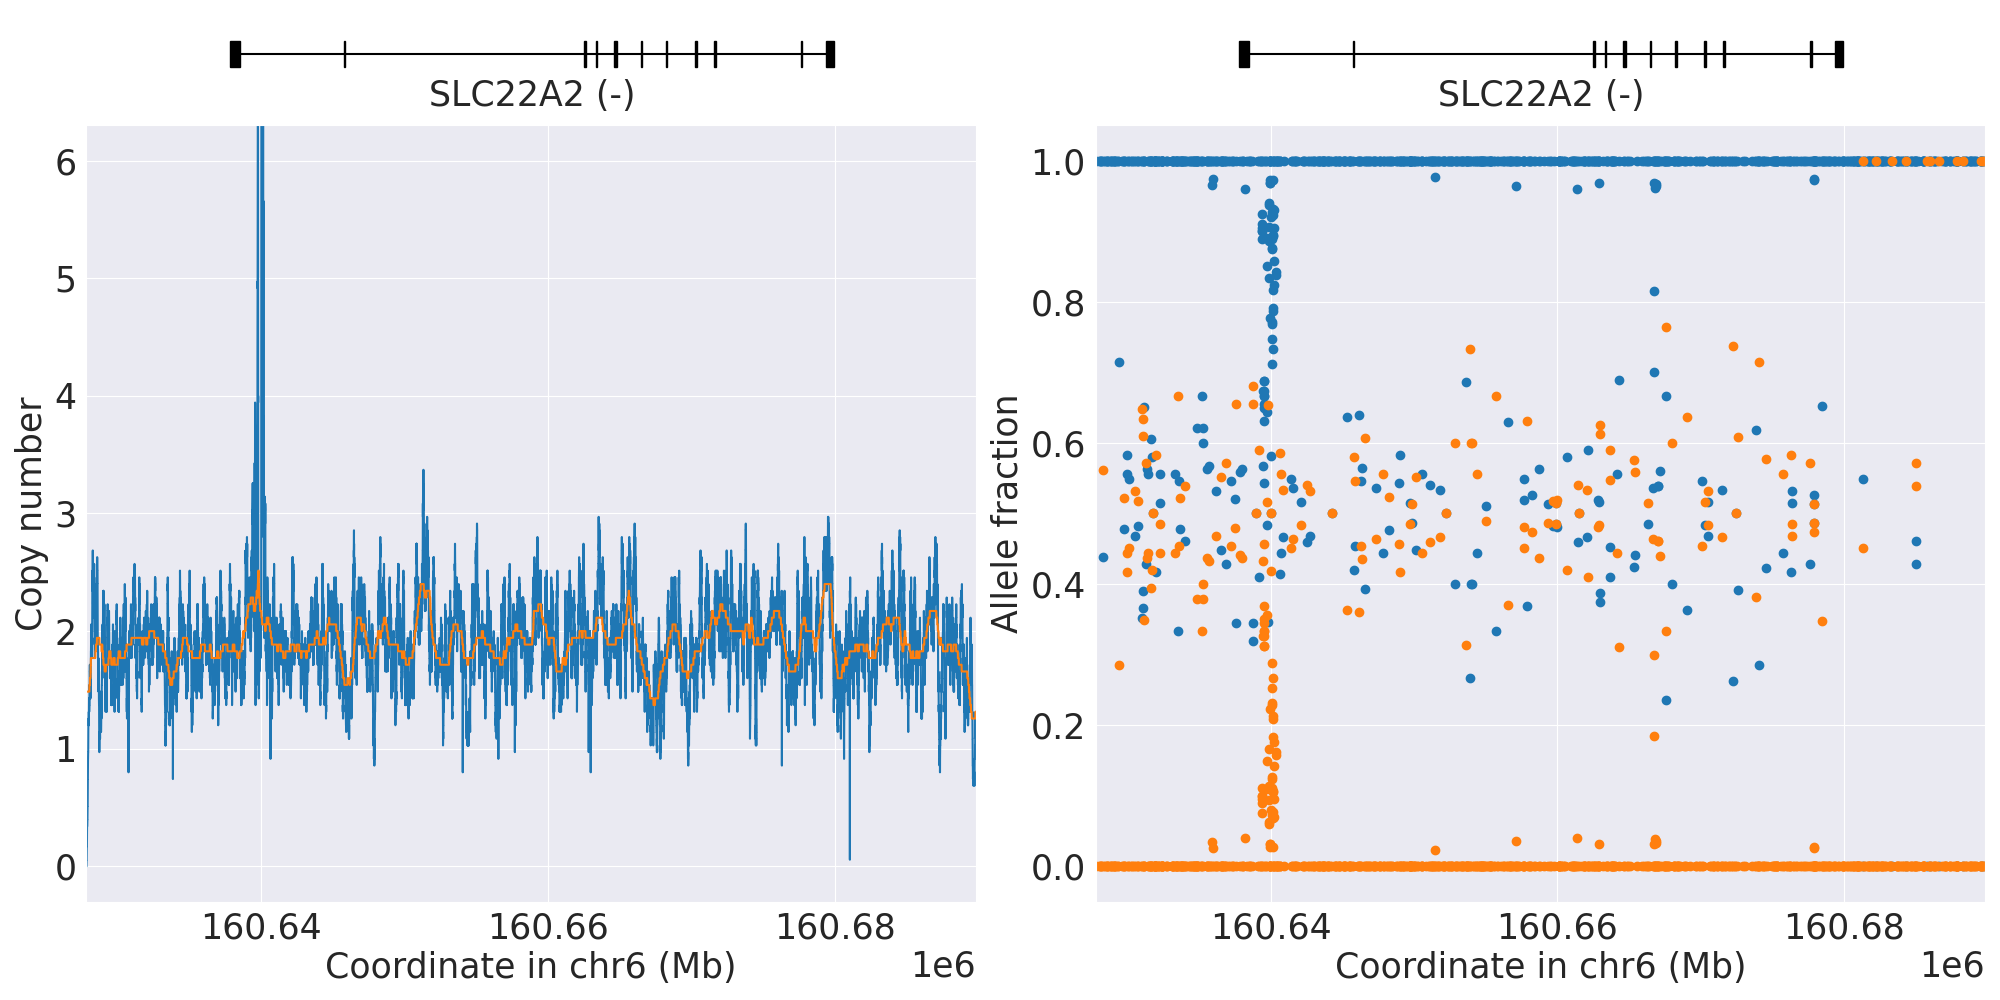 SLC22A2 (-)
6
5
4
3
2
1
0
Copy number
160.64
160.66
160.68
Coordinate in chr6 (Mb)
1e6
SLC22A2 (-)
1.0
0.8
0.6
0.4
0.2
0.0
Allele fraction
160.64
160.66
160.68
Coordinate in chr6 (Mb)
1e6